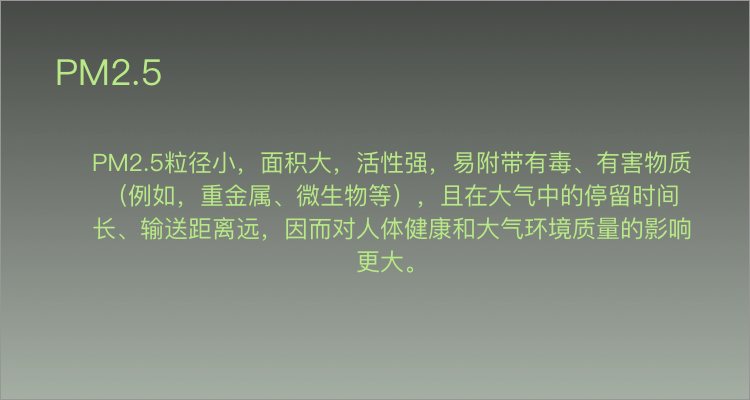 PM2.5
PM2.5粒径小，面积大，活性强，易附带有毒、有害物质
（例如，重金属、微生物等），且在大气中的停留时间
长、输送距离远，因而对人体健康和大气环境质量的影响
更大。